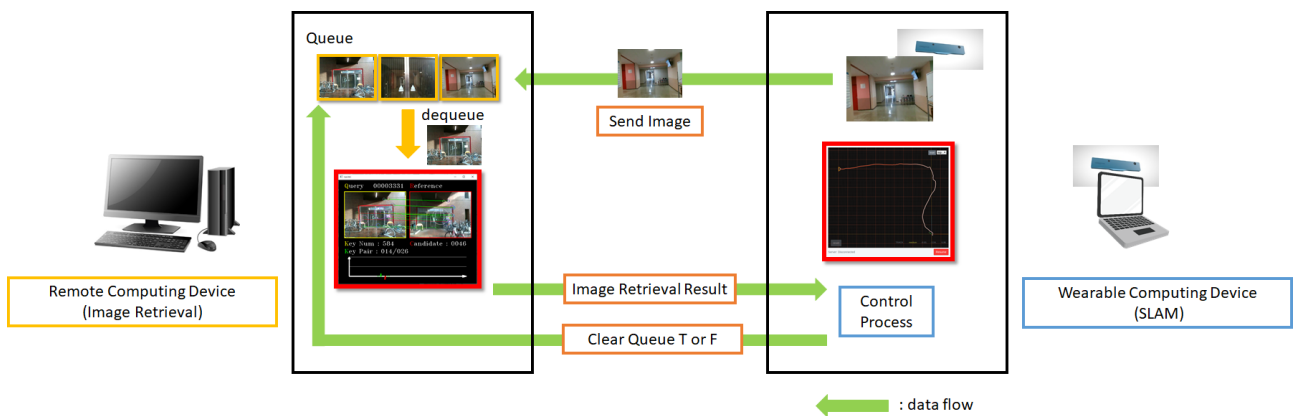 Queue
dequeue
Send Image
Query 00003331 Reference
Key Num : 584 Candidate : 0046
Key Pair : 014/026
Remote Computing Device
(Image Retrieval)
Image Retrieval Result
Clear Queue T or F
Control
Process
Wearable Computing Device
(SLAM)
: data flow